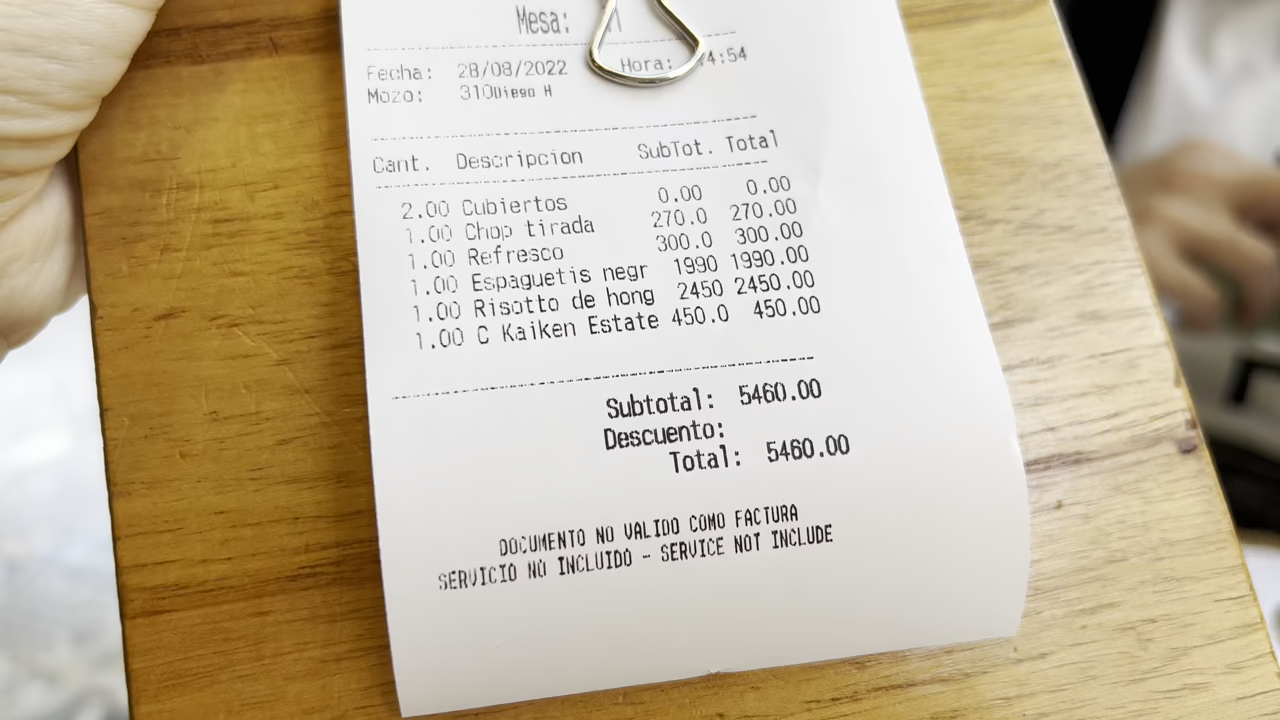 Mesa:
Fecha: 28/08/2022 Hora: 4:54
Mozo: 310Diego H
Cant. Descripcion SubTot. Total
2.00 Cubiertos 0.00 0.00
1.00 Chop tirada 270.0 270.00
1.00 Refresco 300.0 300.00
1.00 Espaguetis negr 1990 1990.00
1.00 Risotto de hong 2450 2450.00
1.00 C Kaiken Estate 450.0 450.00
Subtotal: 5460.00
Descuento:
Total: 5460.00
DOCUMENTO NO VALIDO COMO FACTURA
SERVICIO NO INCLUIDO - SERVICE NOT INCLUDE